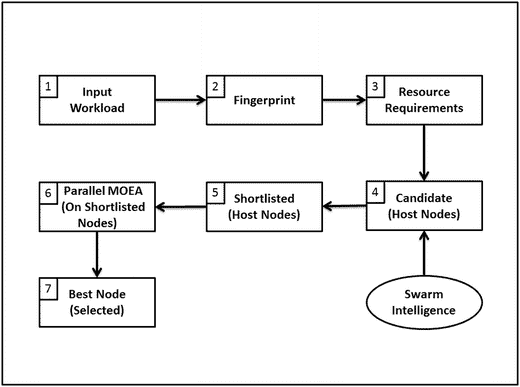 1
Input
Workload
2
Fingerprint
3
Resource
Requirements
6
Parallel MOEA
(On Shortlisted
Nodes)
5
Shortlisted
(Host Nodes)
4
Candidate
(Host Nodes)
7
Best Node
(Selected)
Swarm
Intelligence